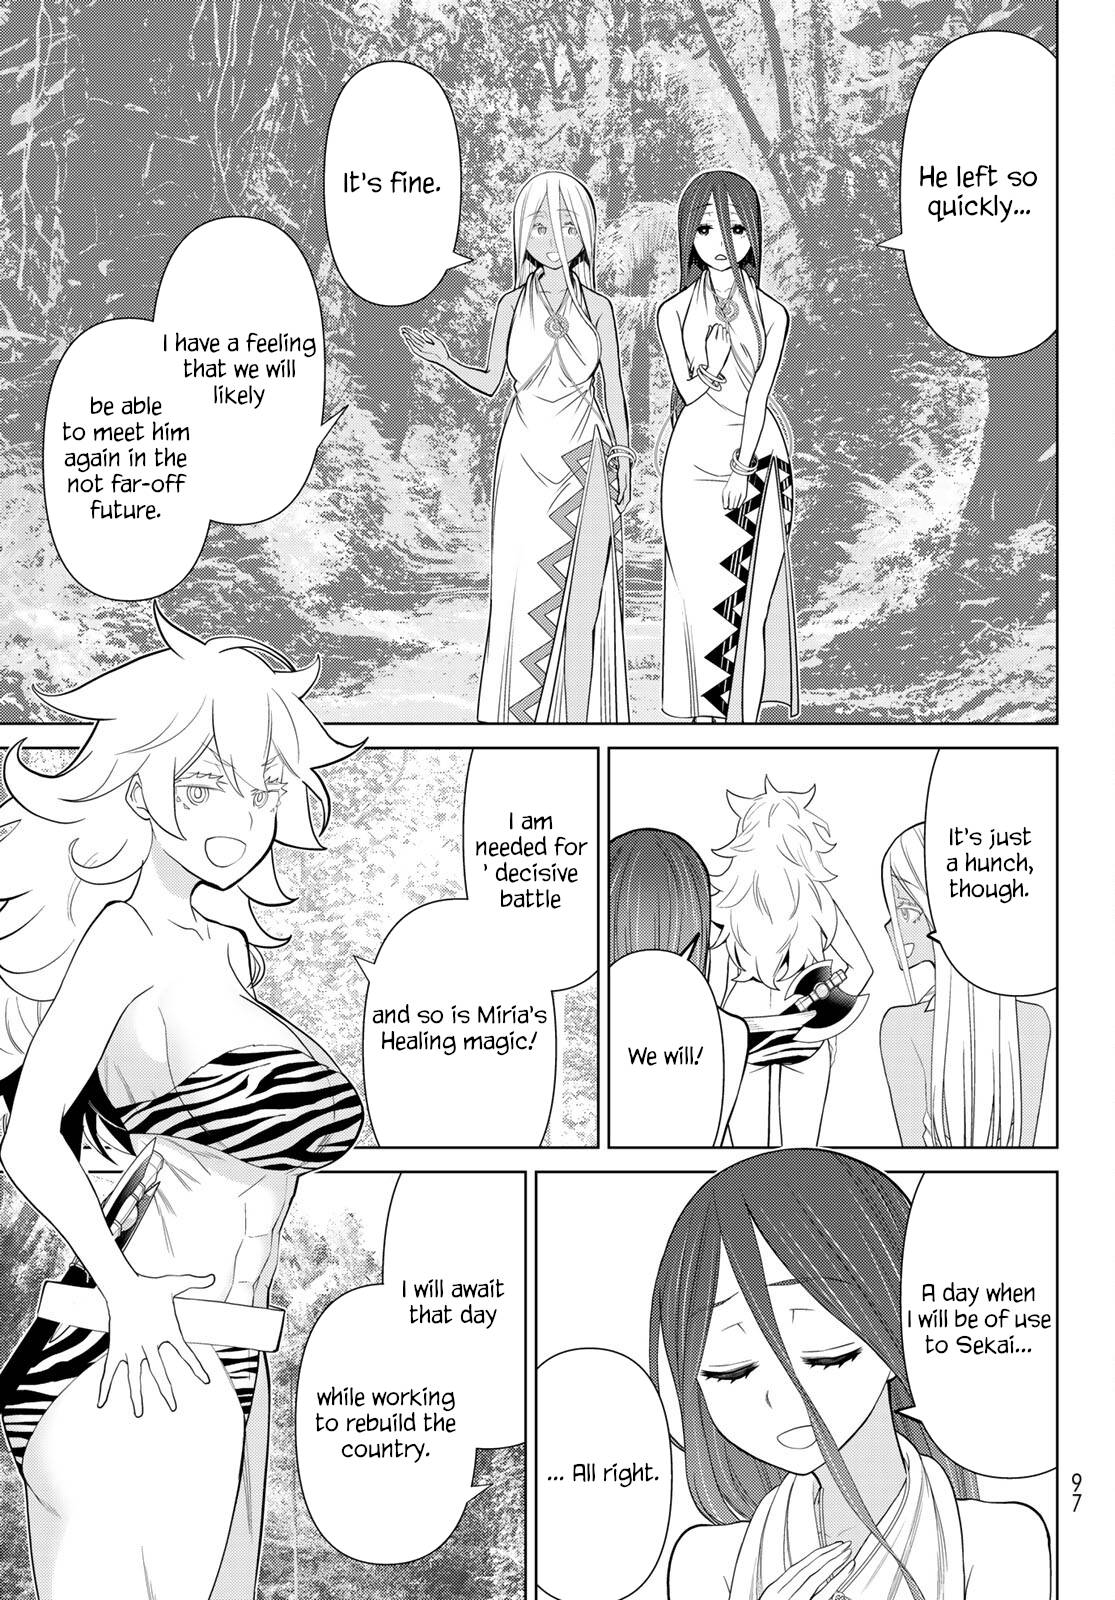 He left so
quickly...
It's fine.
I have a feeling
that we will
likely
be able
to meet him
again in the
not far-off
future.
It's just
a hunch,
though.
We will!
I am
needed for
' decisive
battle
and so is Miria's
Healing magic!
A day when
I will be of use
to Sekai...
... All right.
I will await
that day
while working
to rebuild the
country.
97